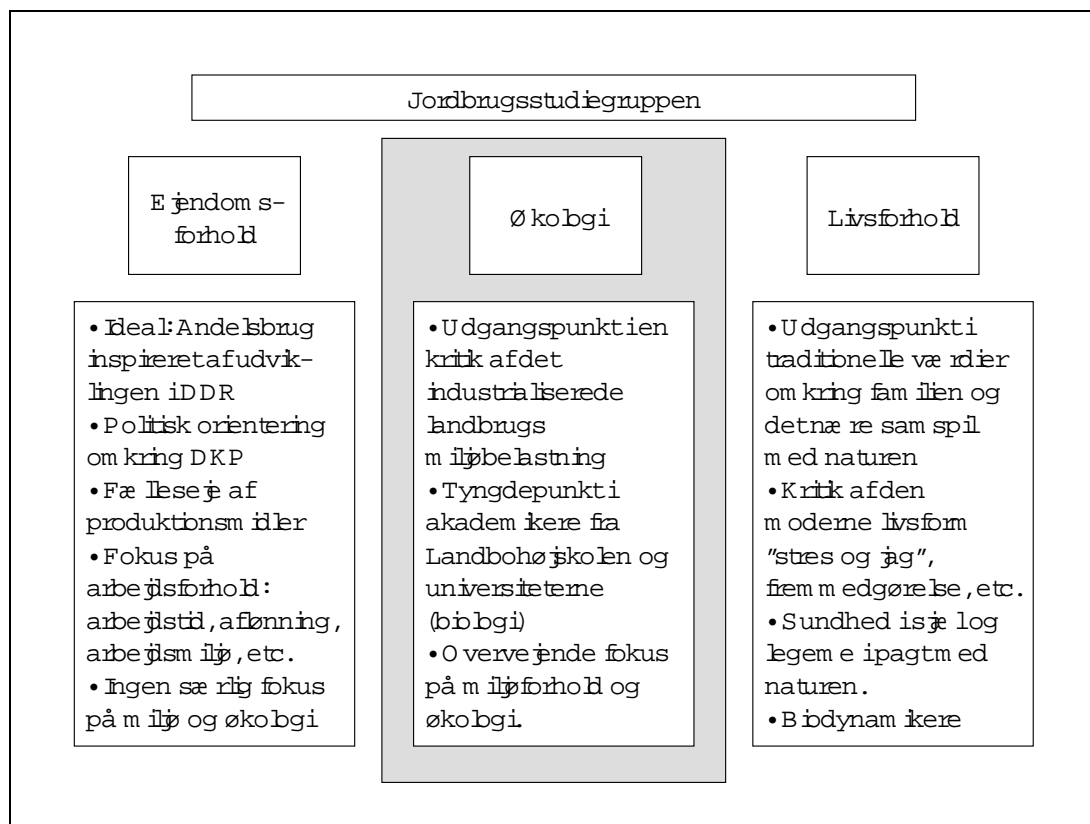 Jordbrugsstudiegruppen
Ejendoms-
forhold
•Ideal: Andelsbrug
inspireret af udvik-
lingen i DDR
•Politisk orientering
omkring DKP
•Fælleseje af
produktionsmidler
•Fokus på
arbejdsforhold:
arbejdstid, aflønning,
arbejdsmiljø, etc.
•Ingen særlig fokus
på miljø og økologi
Økologi
•Udgangspunkt i en
kritik af det
industrialiserede
landbrugs
miljøbelastning
•Tyngdepunkt i
akademikere fra
Landbohøjskolen og
universiteterne
(biologi)
•Overvejende fokus
på miljøforhold og
økologi.
Livsforhold
•Udgangspunkt i
traditionelle værdier
omkring familien og
det nære samspil
med naturen
•Kritik af den
moderne livsform
"stres og jag",
fremmedgørelse, etc.
•Sundhed i sjæl og
legeme i pagt med
naturen.
•Biodynamikere